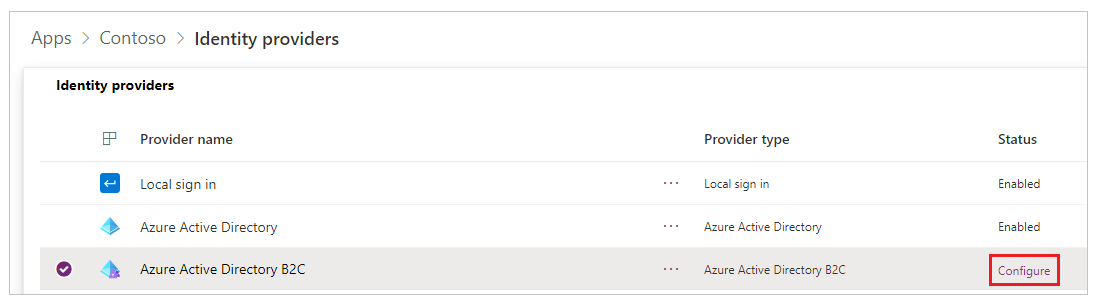 Apps > Contoso > Identity providers
Identity providers
Provider name Provider type Status
Local sign in ... Local sign in Enabled
Azure Active Directory ... Azure Active Directory Enabled
Azure Active Directory B2C ... Azure Active Directory B2C Configure